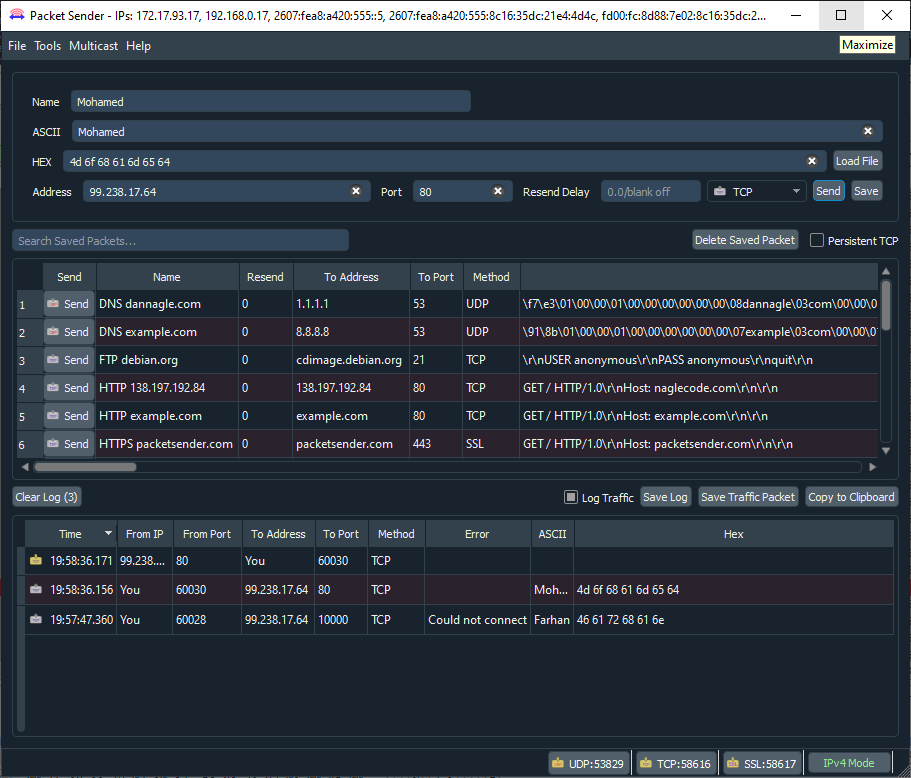 Packet Sender - IPs: 172.17.93.17, 192.168.0.17, 2607:fea8:a420:555::5, 2607:fea8:a420:555:8c16:35dc:21e4:4d4c, fd00:fc:8d88:7e02:8c16:35dc:2...
File Tools Multicast Help
Maximize
Name Mohamed
ASCII Mohamed
HEX 4d 6f 68 61 6d 65 64 Load File
Address 99.238.17.64 Port 80 Resend Delay 0.0/blank off TCP Send Save
Search Saved Packets... Delete Saved Packet Persistent TCP
Send Name Resend To Address To Port Method
1 Send DNS dannagle.com 0 1.1.1.1 53 UDP \f7\e3\01\00\00\01\00\00\00\00\00\00\08dannagle\03com\00\00\0
2 Send DNS example.com 0 8.8.8.8 53 UDP \91\8b\01\00\00\01\00\00\00\00\00\00\07example\03com\00\00\0
3 Send FTP debian.org 0 cdimage.debian.org 21 TCP \r\nUSER anonymous\r\nPASS anonymous\r\nquit\r\n
4 Send HTTP 138.197.192.84 0 138.197.192.84 80 TCP GET / HTTP/1.0\r\nHost: naglecode.com\r\n\r\n
5 Send HTTP example.com 0 example.com 80 TCP GET / HTTP/1.0\r\nHost: example.com\r\n\r\n
6 Send HTTPS packetsender.com 0 packetsender.com 443 SSL GET / HTTP/1.0\r\nHost: packetsender.com\r\n\r\n
Clear Log (3) Log Traffic Save Log Save Traffic Packet Copy to Clipboard
Time From IP From Port To Address To Port Method Error ASCII Hex
19:58:36.171 99.238.... 80 You 60030 TCP
19:58:36.156 You 60030 99.238.17.64 80 TCP Moh... 4d 6f 68 61 6d 65 64
19:57:47.360 You 60028 99.238.17.64 10000 TCP Could not connect Farhan 46 61 72 68 61 6e
UDP:53829 TCP:58616 SSL:58617 IPv4 Mode